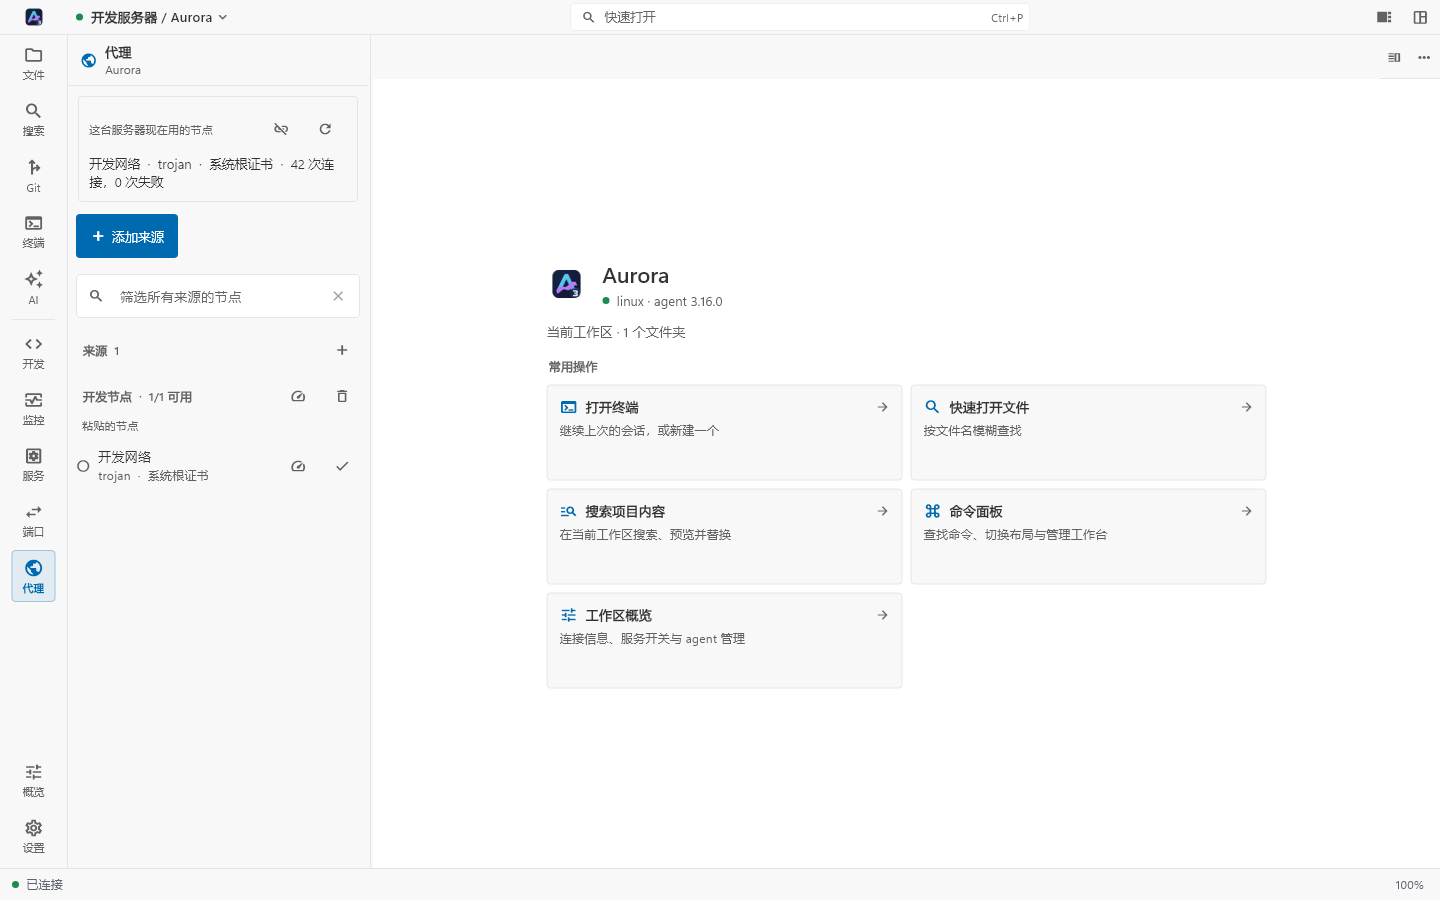 开发服务器 / Aurora
快速打开
Ctrl+P
文件
搜索
Git
终端
AI
开发
监控
服务
端口
代理
概览
设置
代理
Aurora
这台服务器现在用的节点
开发网络 · trojan · 系统根证书 · 42 次连
接，0 次失败
添加来源
筛选所有来源的节点
来源 1
开发节点 · 1/1 可用
粘贴的节点
开发网络
trojan · 系统根证书
Aurora
linux · agent 3.16.0
当前工作区 · 1 个文件夹
常用操作
打开终端
继续上次的会话，或新建一个
快速打开文件
按文件名模糊查找
搜索项目内容
在当前工作区搜索、预览并替换
命令面板
查找命令、切换布局与管理工作台
工作区概览
连接信息、服务开关与 agent 管理
已连接
100%